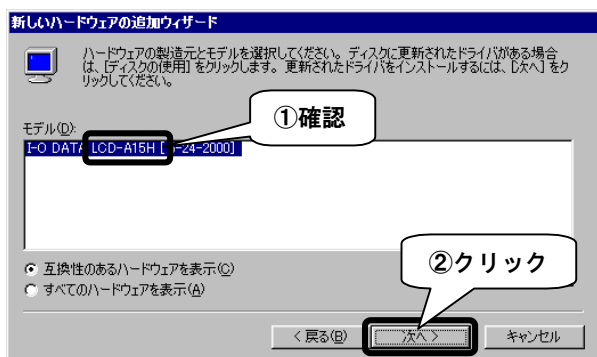 新しいハードウェアの追加ウィザード
ハードウェアの製造元とモデルを選択してください。ディスクに更新されたドライバがある場合
は、[ディスクの使用] をクリックします。更新されたドライバをインストールするには、[次へ] をク
リックしてください。
①確認
モデル(D):
I-O DATA LCD-A15H [ -24-2000]
互換性のあるハードウェアを表示(C)
すべてのハードウェアを表示(A)
②クリック
< 戻る(B)
次へ >
キャンセル